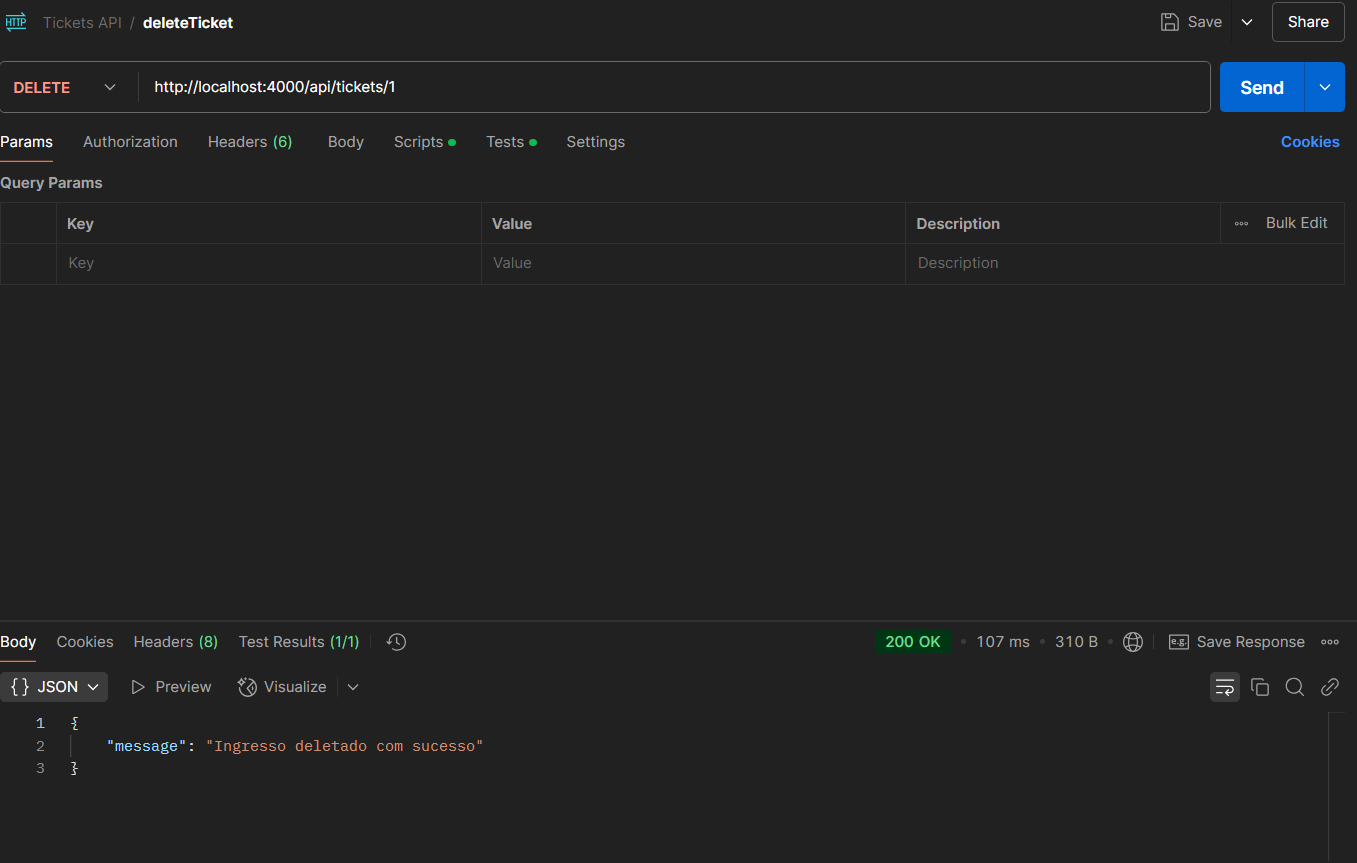 HTTP Tickets API / deleteTicket Save Share
DELETE http://localhost:4000/api/tickets/1 Send
Params Authorization Headers (6) Body Scripts Tests Settings Cookies
Query Params
Key Value Description Bulk Edit
Key Value Description
Body Cookies Headers (8) Test Results (1/1) 200 OK 107 ms 310 B e.g. Save Response
{} JSON Preview Visualize
1 {
2 "message": "Ingresso deletado com sucesso"
3 }